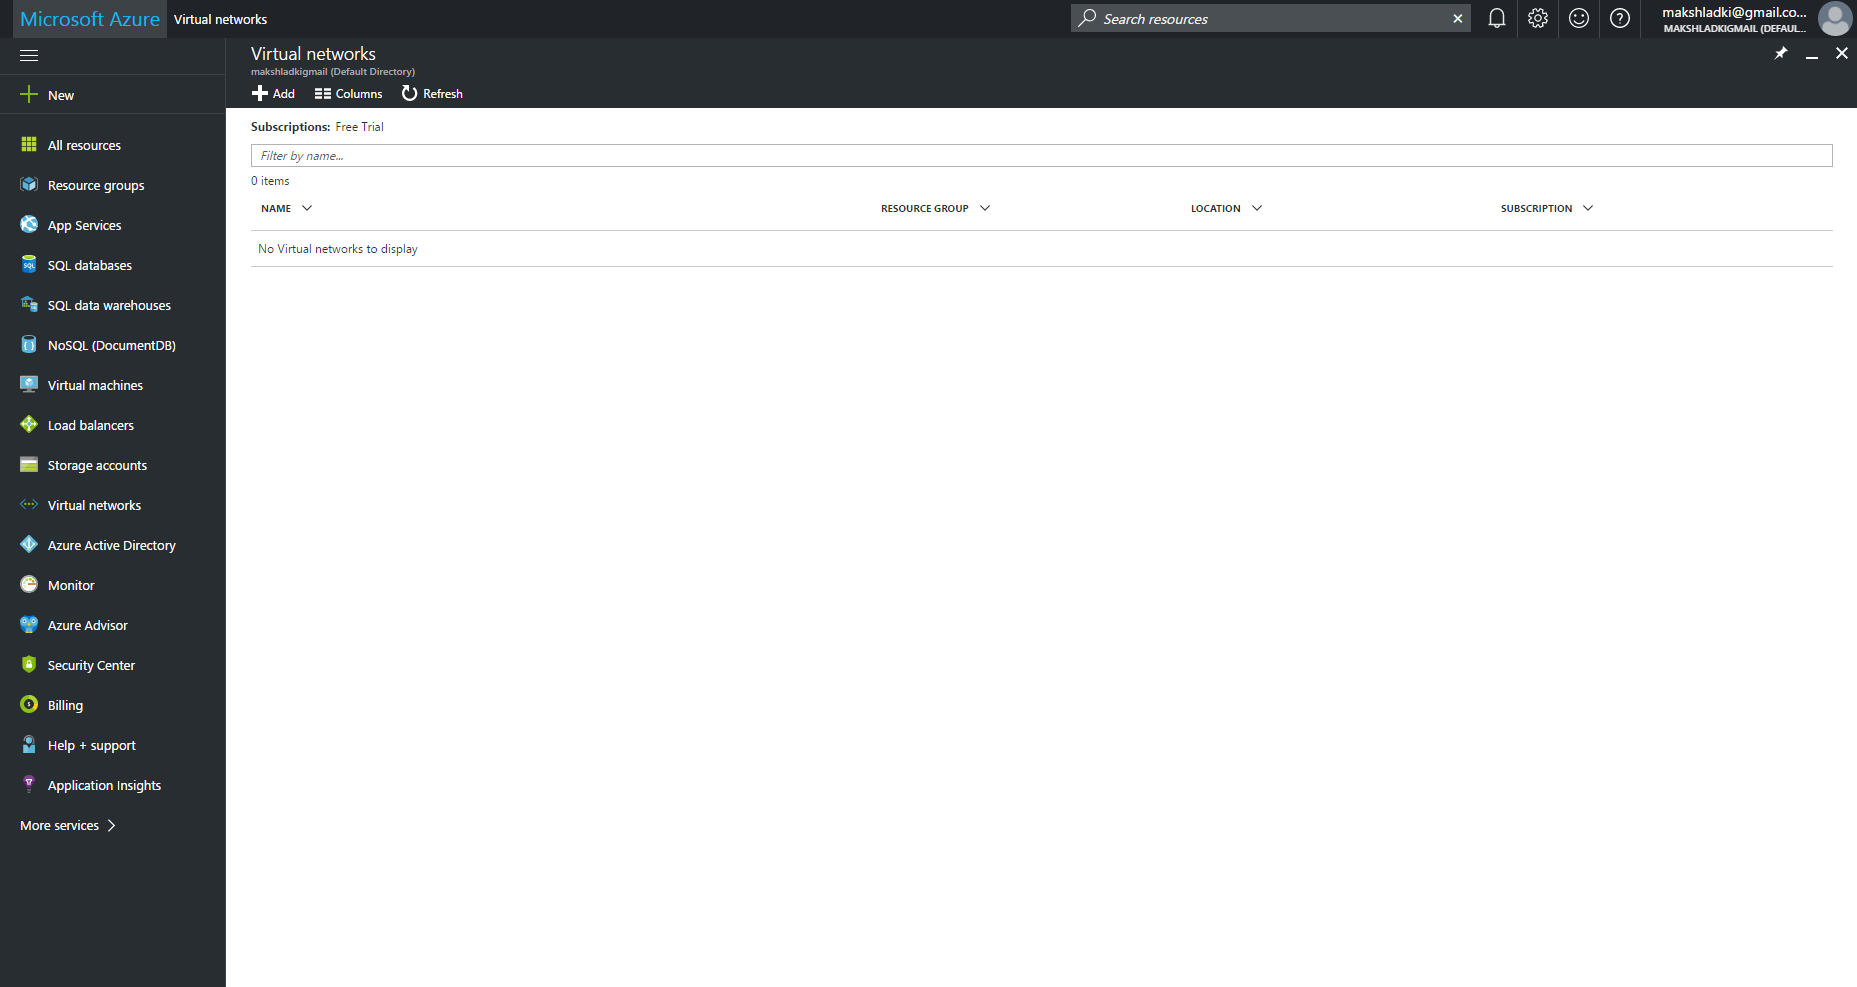 Microsoft Azure Virtual networks
Search resources
makshladki@gmail.co...
MAKSHLADKIGMAIL (DEFAUL...
Virtual networks
makshladkigmail (Default Directory)
Add Columns Refresh
New
All resources
Resource groups
App Services
SQL databases
SQL
SQL data warehouses
NoSQL (DocumentDB)
Virtual machines
Load balancers
Storage accounts
Virtual networks
Azure Active Directory
Monitor
Azure Advisor
Security Center
Billing
Help + support
Application Insights
More services
Subscriptions: Free Trial
Filter by name...
0 items
NAME RESOURCE GROUP LOCATION SUBSCRIPTION
No Virtual networks to display